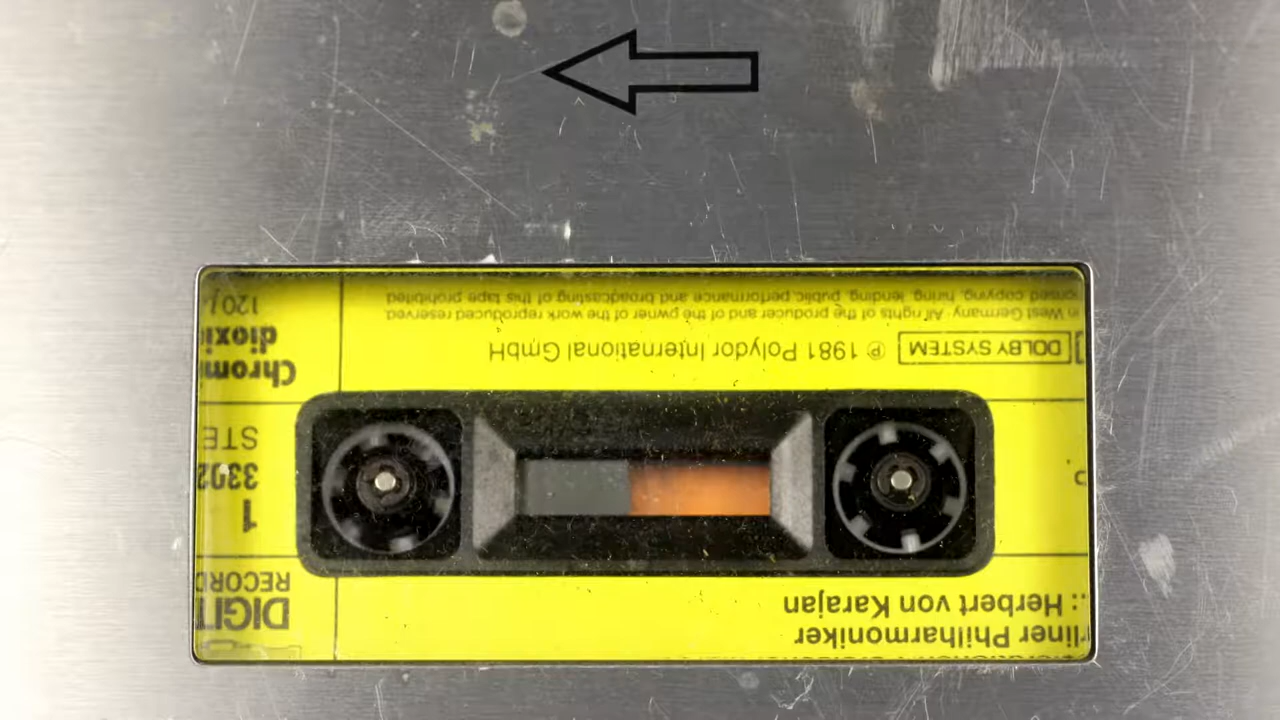 rliner Philharmoniker
DIGIT
.: Herbert von Karajan
RECORD
1
3302
STE
DOLBY SYSTEM ℗ 1981 Polydor International GmbH
Chrom
dioxi
in West Germany · All rights of the producer and of the owner of the work reproduced reserved.
orised copying, hiring, lending, public performance and broadcasting of this tape prohibited
120